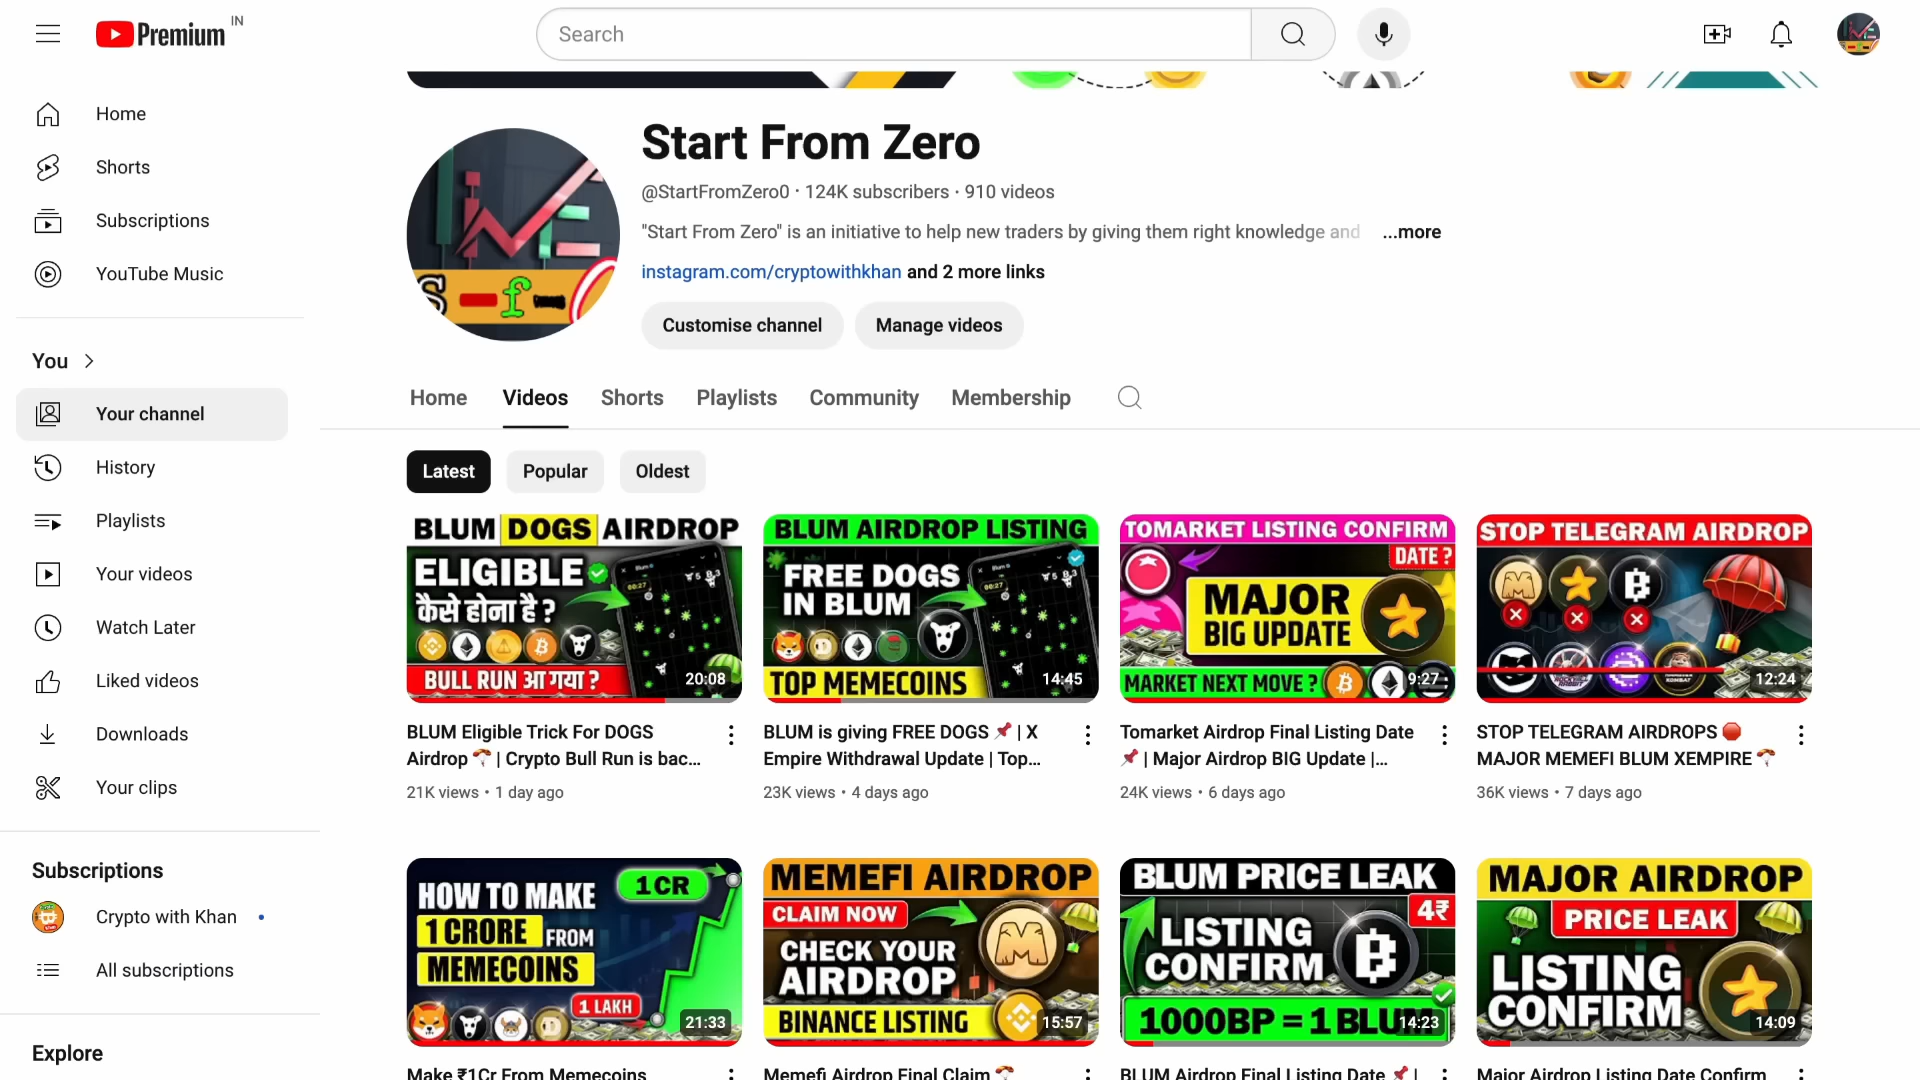 Premium IN
Search
Home
Shorts
Subscriptions
YouTube Music
You
Your channel
History
Playlists
Your videos
Watch Later
Liked videos
Downloads
Your clips
Subscriptions
Crypto with Khan
All subscriptions
Explore
Start From Zero
@StartFromZero0 · 124K subscribers · 910 videos
"Start From Zero" is an initiative to help new traders by giving them right knowledge and ...more
instagram.com/cryptowithkhan and 2 more links
Customise channel
Manage videos
Home Videos Shorts Playlists Community Membership
Latest Popular Oldest
BLUM DOGS AIRDROP
ELIGIBLE
कैसे होना है ?
BULL RUN आ गया ?
20:08
BLUM Eligible Trick For DOGS
Airdrop 🪂 | Crypto Bull Run is bac...
21K views • 1 day ago
BLUM AIRDROP LISTING
FREE DOGS
IN BLUM
TOP MEMECOINS
14:45
BLUM is giving FREE DOGS 📌 | X
Empire Withdrawal Update | Top...
23K views • 4 days ago
TOMARKET LISTING CONFIRM
DATE ?
MAJOR
BIG UPDATE
MARKET NEXT MOVE ?
9:27
Tomarket Airdrop Final Listing Date
📌 | Major Airdrop BIG Update |...
24K views • 6 days ago
STOP TELEGRAM AIRDROP
12:24
STOP TELEGRAM AIRDROPS 🛑
MAJOR MEMEFI BLUM XEMPIRE 🪂
36K views • 7 days ago
HOW TO MAKE
1 CRORE FROM
MEMECOINS
1 CR
1 LAKH
21:33
Make ₹1Cr From Memecoins
MEMEFI AIRDROP
CLAIM NOW
CHECK YOUR
AIRDROP
BINANCE LISTING
15:57
Memefi Airdrop Final Claim 🪂
BLUM PRICE LEAK
4₹
LISTING
CONFIRM
1000BP = 1 BLUM
14:23
BLUM Airdrop Final Listing Date 📌 |
MAJOR AIRDROP
PRICE LEAK
LISTING
CONFIRM
14:09
Major Airdrop Listing Date Confirm